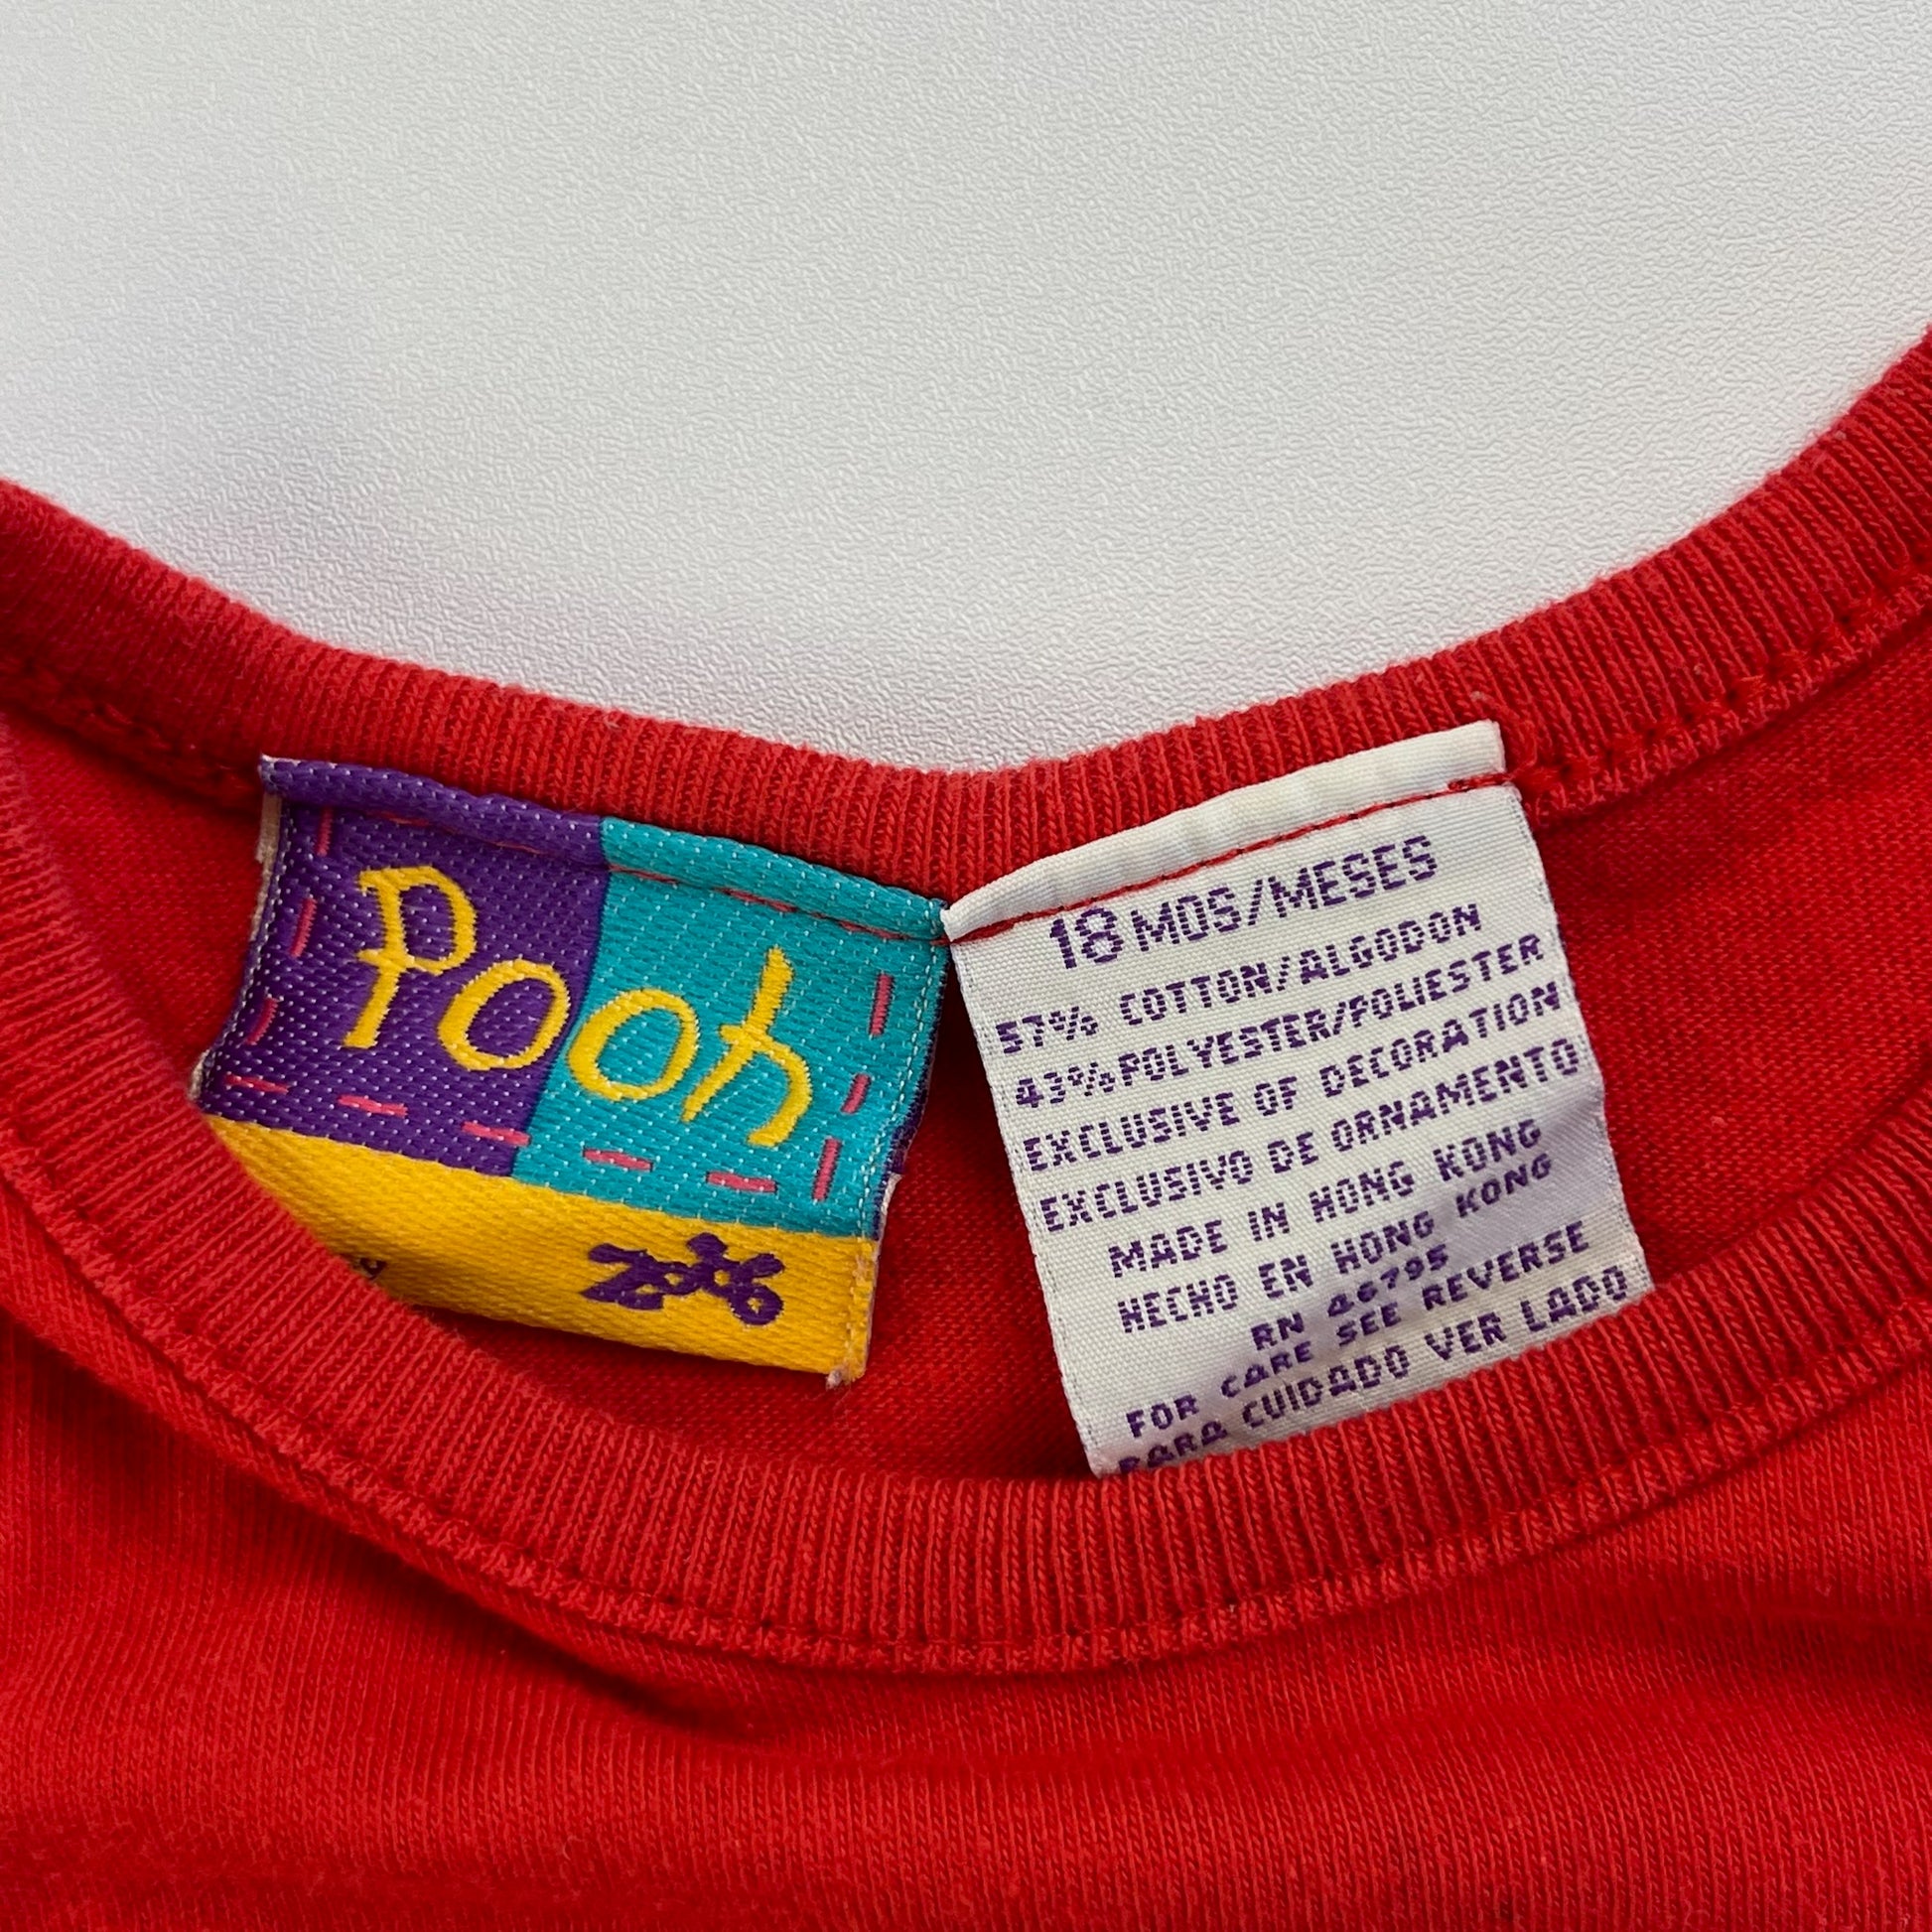 Pooh
18 MOS/MESES
57% COTTON/ALGODON
43% POLYESTER/POLIESTER
EXCLUSIVE OF DECORATION
EXCLUSIVO DE ORNAMENTO
MADE IN HONG KONG
HECHO EN HONG KONG
RN 46795
FOR CARE SEE REVERSE
PARA CUIDADO VER LADO